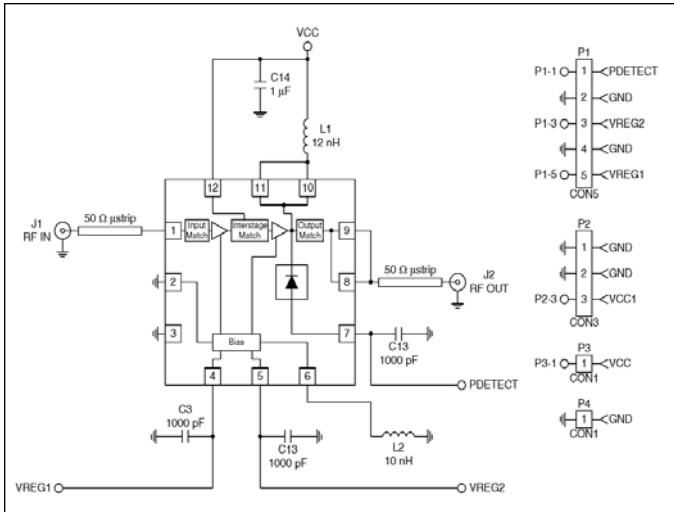 VCC
C14
1 µF
L1
12 nH
12
11
10
J1
RF IN
50 Ω µstrip
1
Input
Match
Interstage
Match
Output
Match
9
2
8
50 Ω µstrip
J2
RF OUT
3
Bias
7
C13
1000 pF
4
5
6
PDETECT
C3
1000 pF
C13
1000 pF
L2
10 nH
VREG1
VREG2
P1
P1-1
1
PDETECT
2
GND
P1-3
3
VREG2
4
GND
P1-5
5
VREG1
CON5
P2
1
GND
2
GND
P2-3
3
VCC1
CON3
P3
P3-1
1
VCC
CON1
P4
1
GND
CON1